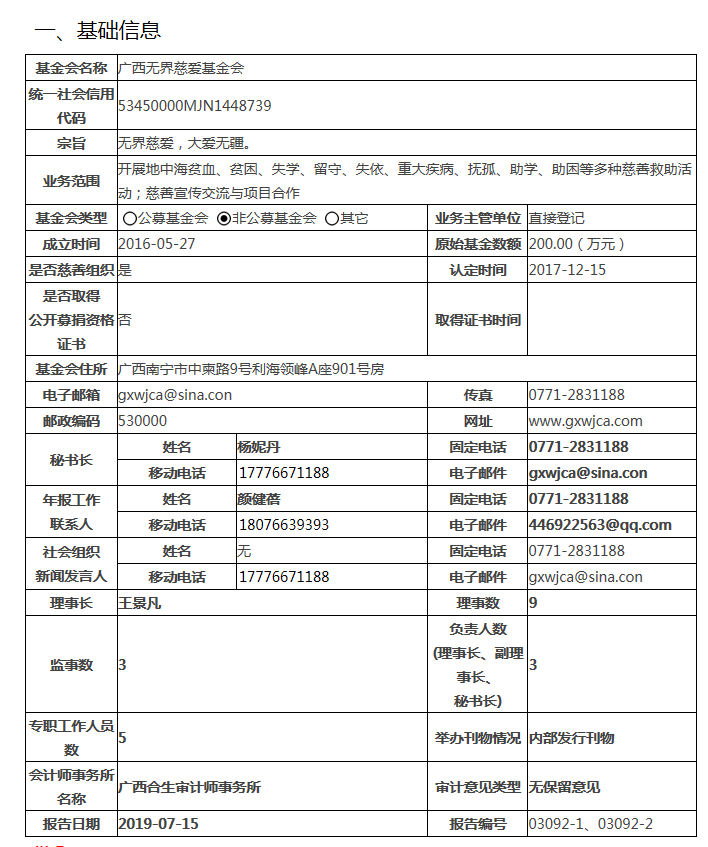 一、基础信息
基金会名称 广西无界慈爱基金会
统一社会信用
代码 53450000MJN1448739
宗旨 无界慈爱，大爱无疆。
业务范围 开展地中海贫血、贫困、失学、留守、失依、重大疾病、抚孤、助学、助困等多种慈善救助活
动；慈善宣传交流与项目合作
基金会类型 公募基金会 非公募基金会 其它 业务主管单位 直接登记
成立时间 2016-05-27 原始基金数额 200.00（万元）
是否慈善组织 是 认定时间 2017-12-15
是否取得
公开募捐资格 否 取得证书时间
证书
基金会住所 广西南宁市中柬路9号利海领峰A座901号房
电子邮箱 gxwjca@sina.con 传真 0771-2831188
邮政编码 530000 网址 www.gxwjca.com
秘书长 姓名 杨妮丹 固定电话 0771-2831188
移动电话 17776671188 电子邮件 gxwjca@sina.con
年报工作
联系人 姓名 颜健蓓 固定电话 0771-2831188
移动电话 18076639393 电子邮件 446922563@qq.com
社会组织
新闻发言人 姓名 无 固定电话 0771-2831188
移动电话 17776671188 电子邮件 gxwjca@sina.con
理事长 王景凡 理事数 9
监事数 3 负责人数
(理事长、副理
事长、
秘书长) 3
专职工作人员
数 5 举办刊物情况 内部发行刊物
会计师事务所
名称 广西合生审计师事务所 审计意见类型 无保留意见
报告日期 2019-07-15 报告编号 03092-1、03092-2